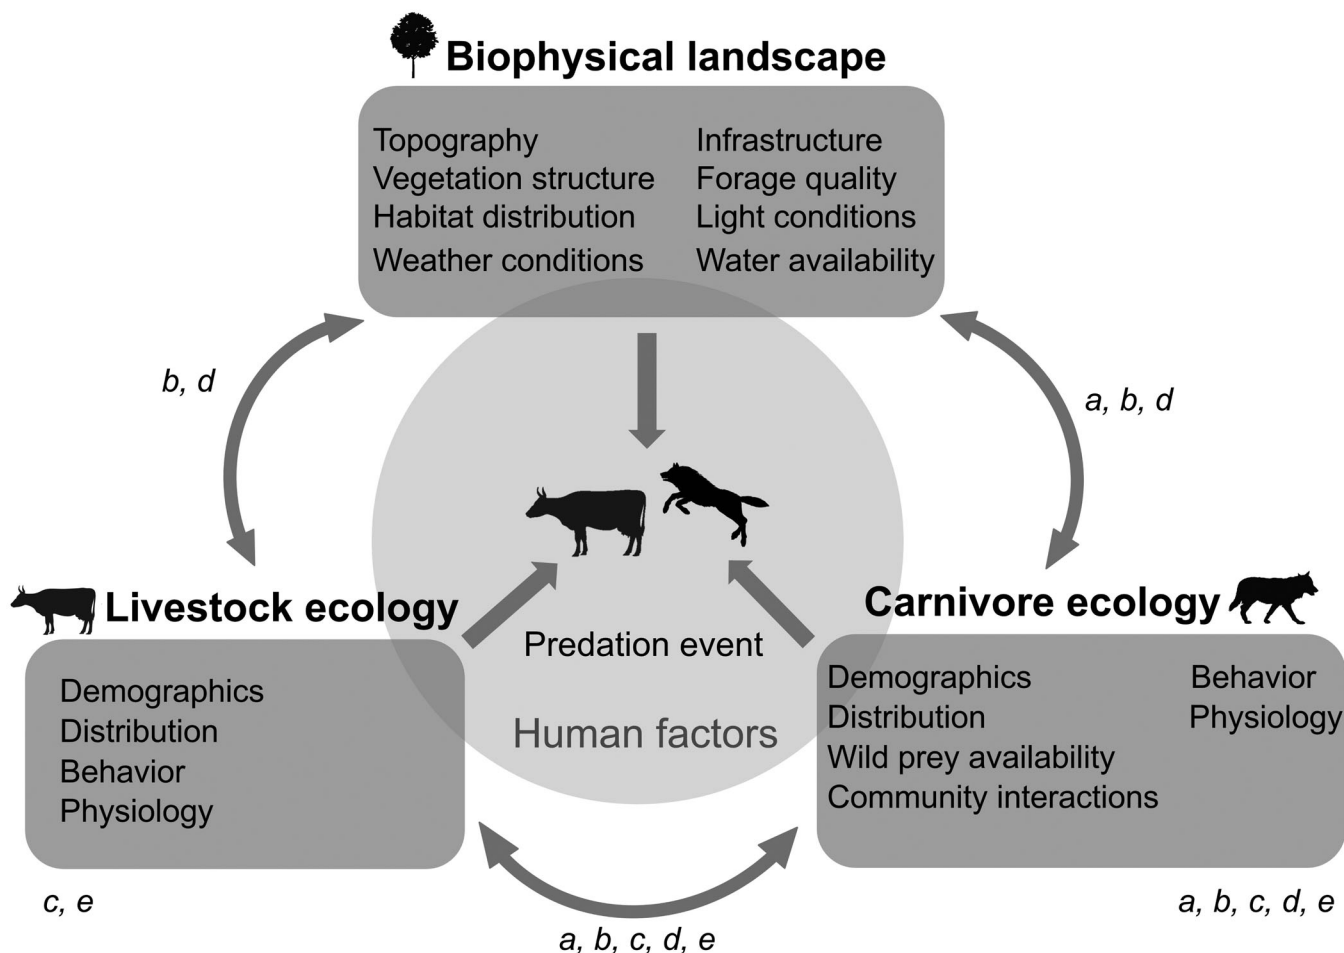 Biophysical landscape
Topography
Vegetation structure
Habitat distribution
Weather conditions
Infrastructure
Forage quality
Light conditions
Water availability
b, d
a, b, d
Livestock ecology
Demographics
Distribution
Behavior
Physiology
c, e
Predation event
Human factors
Carnivore ecology
Demographics
Distribution
Wild prey availability
Community interactions
Behavior
Physiology
a, b, c, d, e
a, b, c, d, e